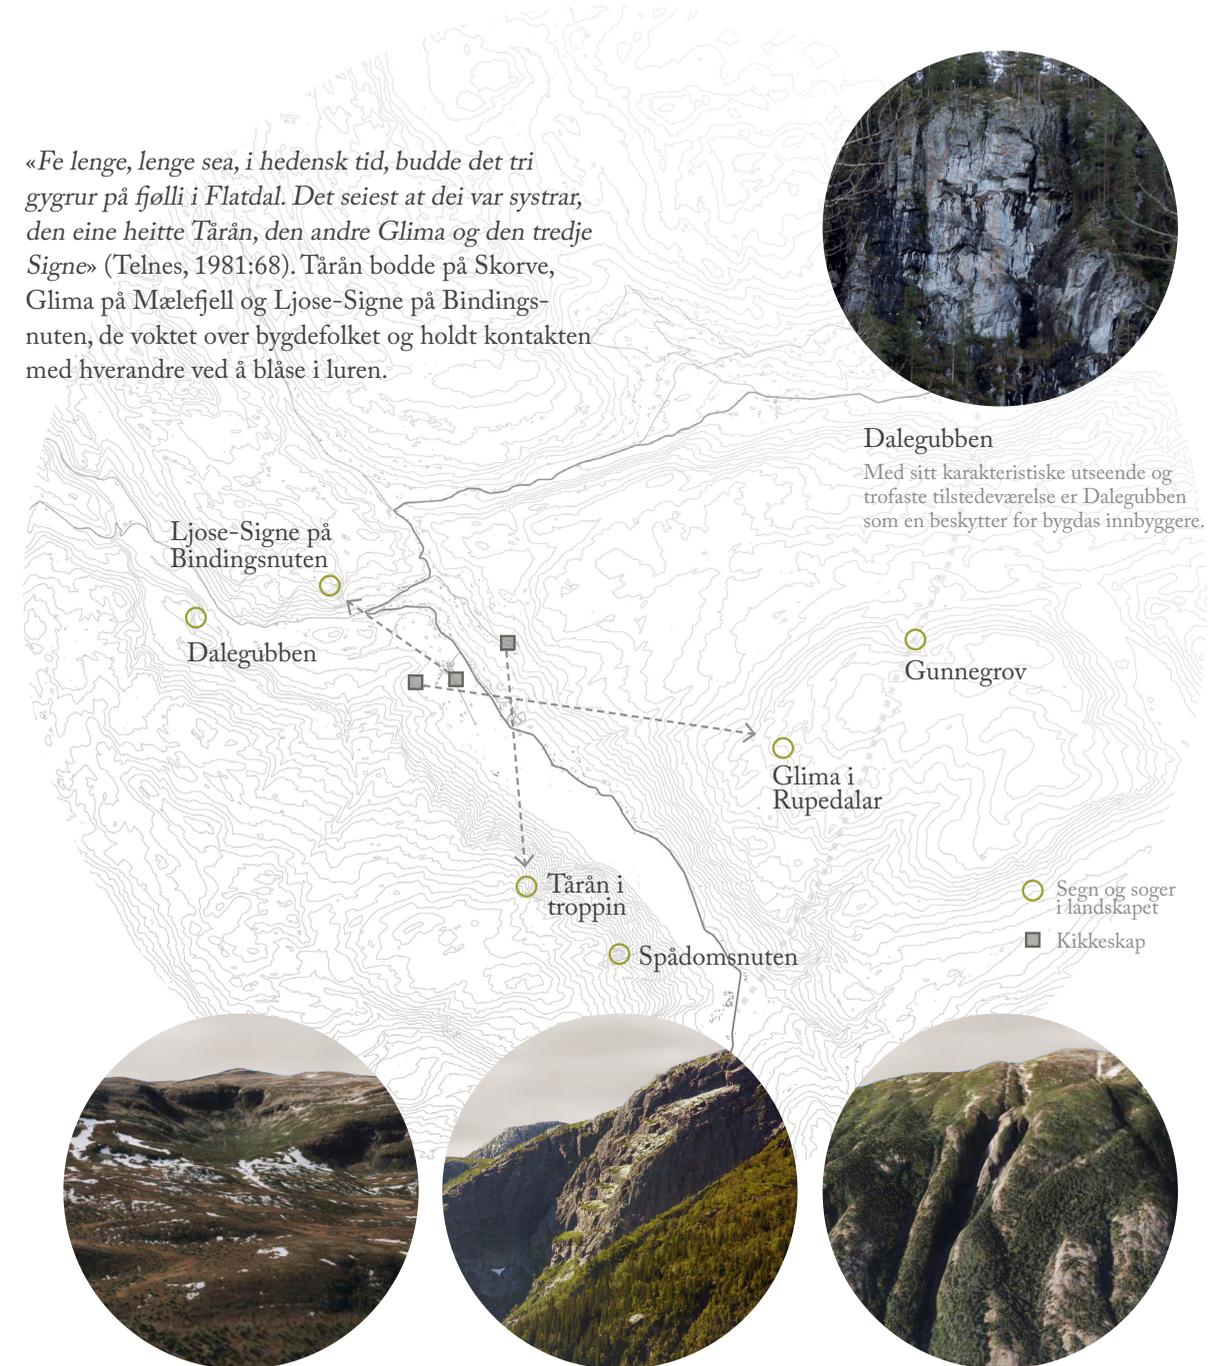 «Fe lenge, lenge sea, i hedensk tid, budde det tri
gygrur på fjølli i Flatdal. Det seiest at dei var systrar,
den eine heitte Tårån, den andre Glima og den tredje
Signe» (Telnes, 1981:68). Tårån bodde på Skorve,
Glima på Mælefjell og Ljose-Signe på Bindings-
nuten, de voktet over bygdefolket og holdt kontakten
med hverandre ved å blåse i luren.
Dalegubben
Med sitt karakteristiske utseende og
trofaste tilstedeværelse er Dalegubben
som en beskytter for bygdas innbyggere.
Ljose-Signe på
Bindingsnuten
Dalegubben
Gunnegrov
Glima i
Rupedalar
Tårån i
troppin
Spådomsnuten
Segn og soger
i landskapet
Kikkeskap